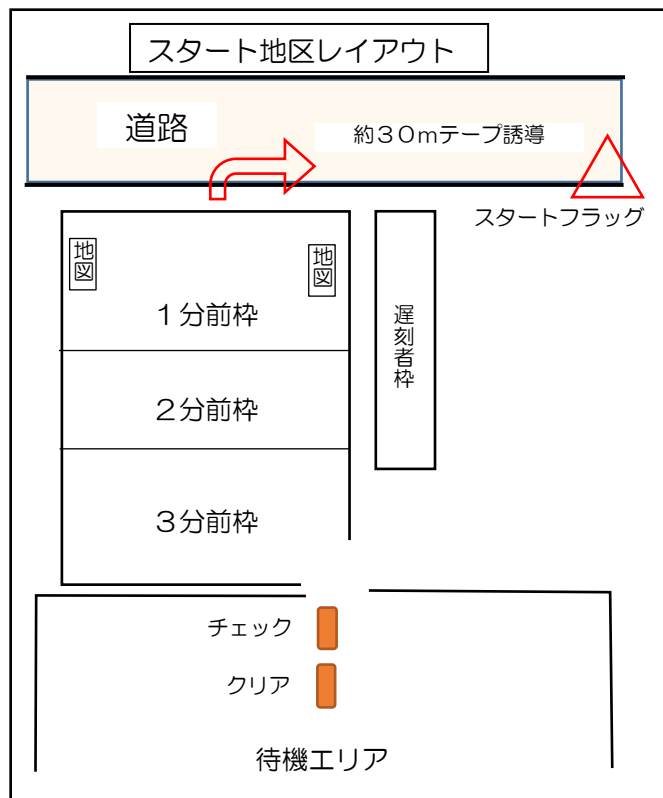 スタート地区レイアウト
道路
約３０ｍテープ誘導
スタートフラッグ
地図
地図
１分前枠
遅刻者枠
２分前枠
３分前枠
チェック
クリア
待機エリア